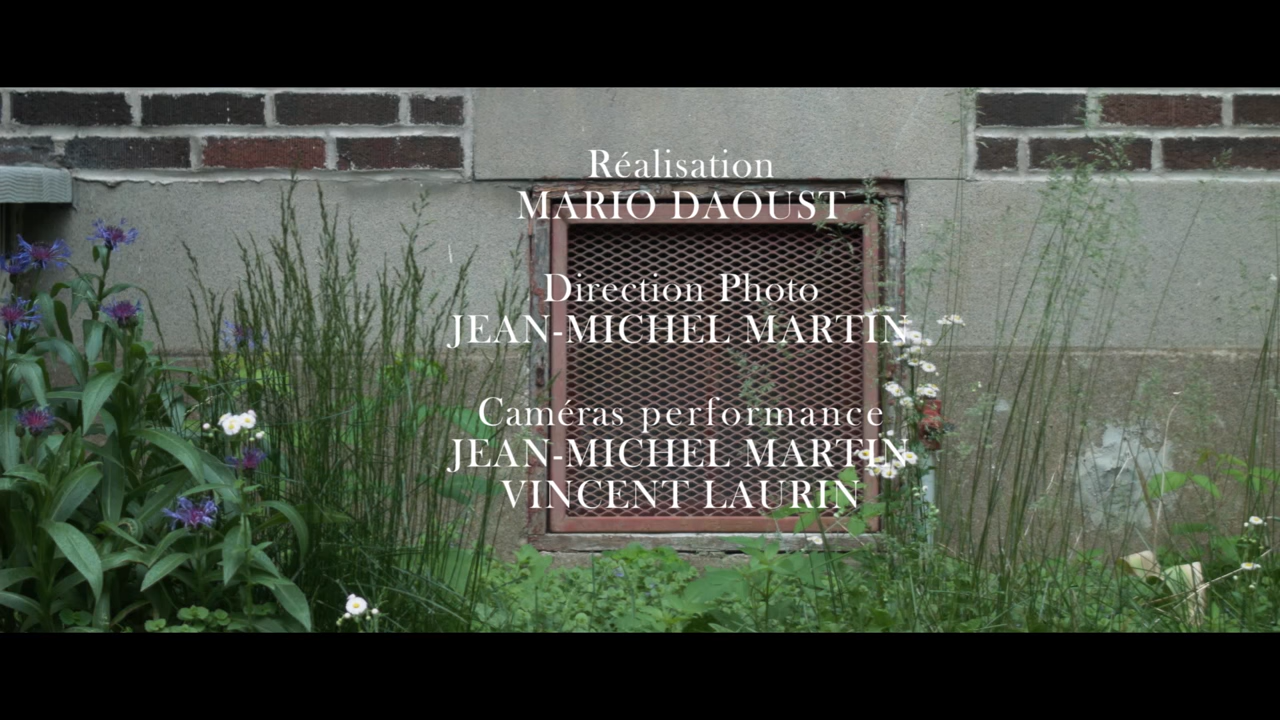 Réalisation
MARIO DAOUST
Direction Photo
JEAN-MICHEL MARTIN
Caméras performance
JEAN-MICHEL MARTIN
VINCENT LAURIN